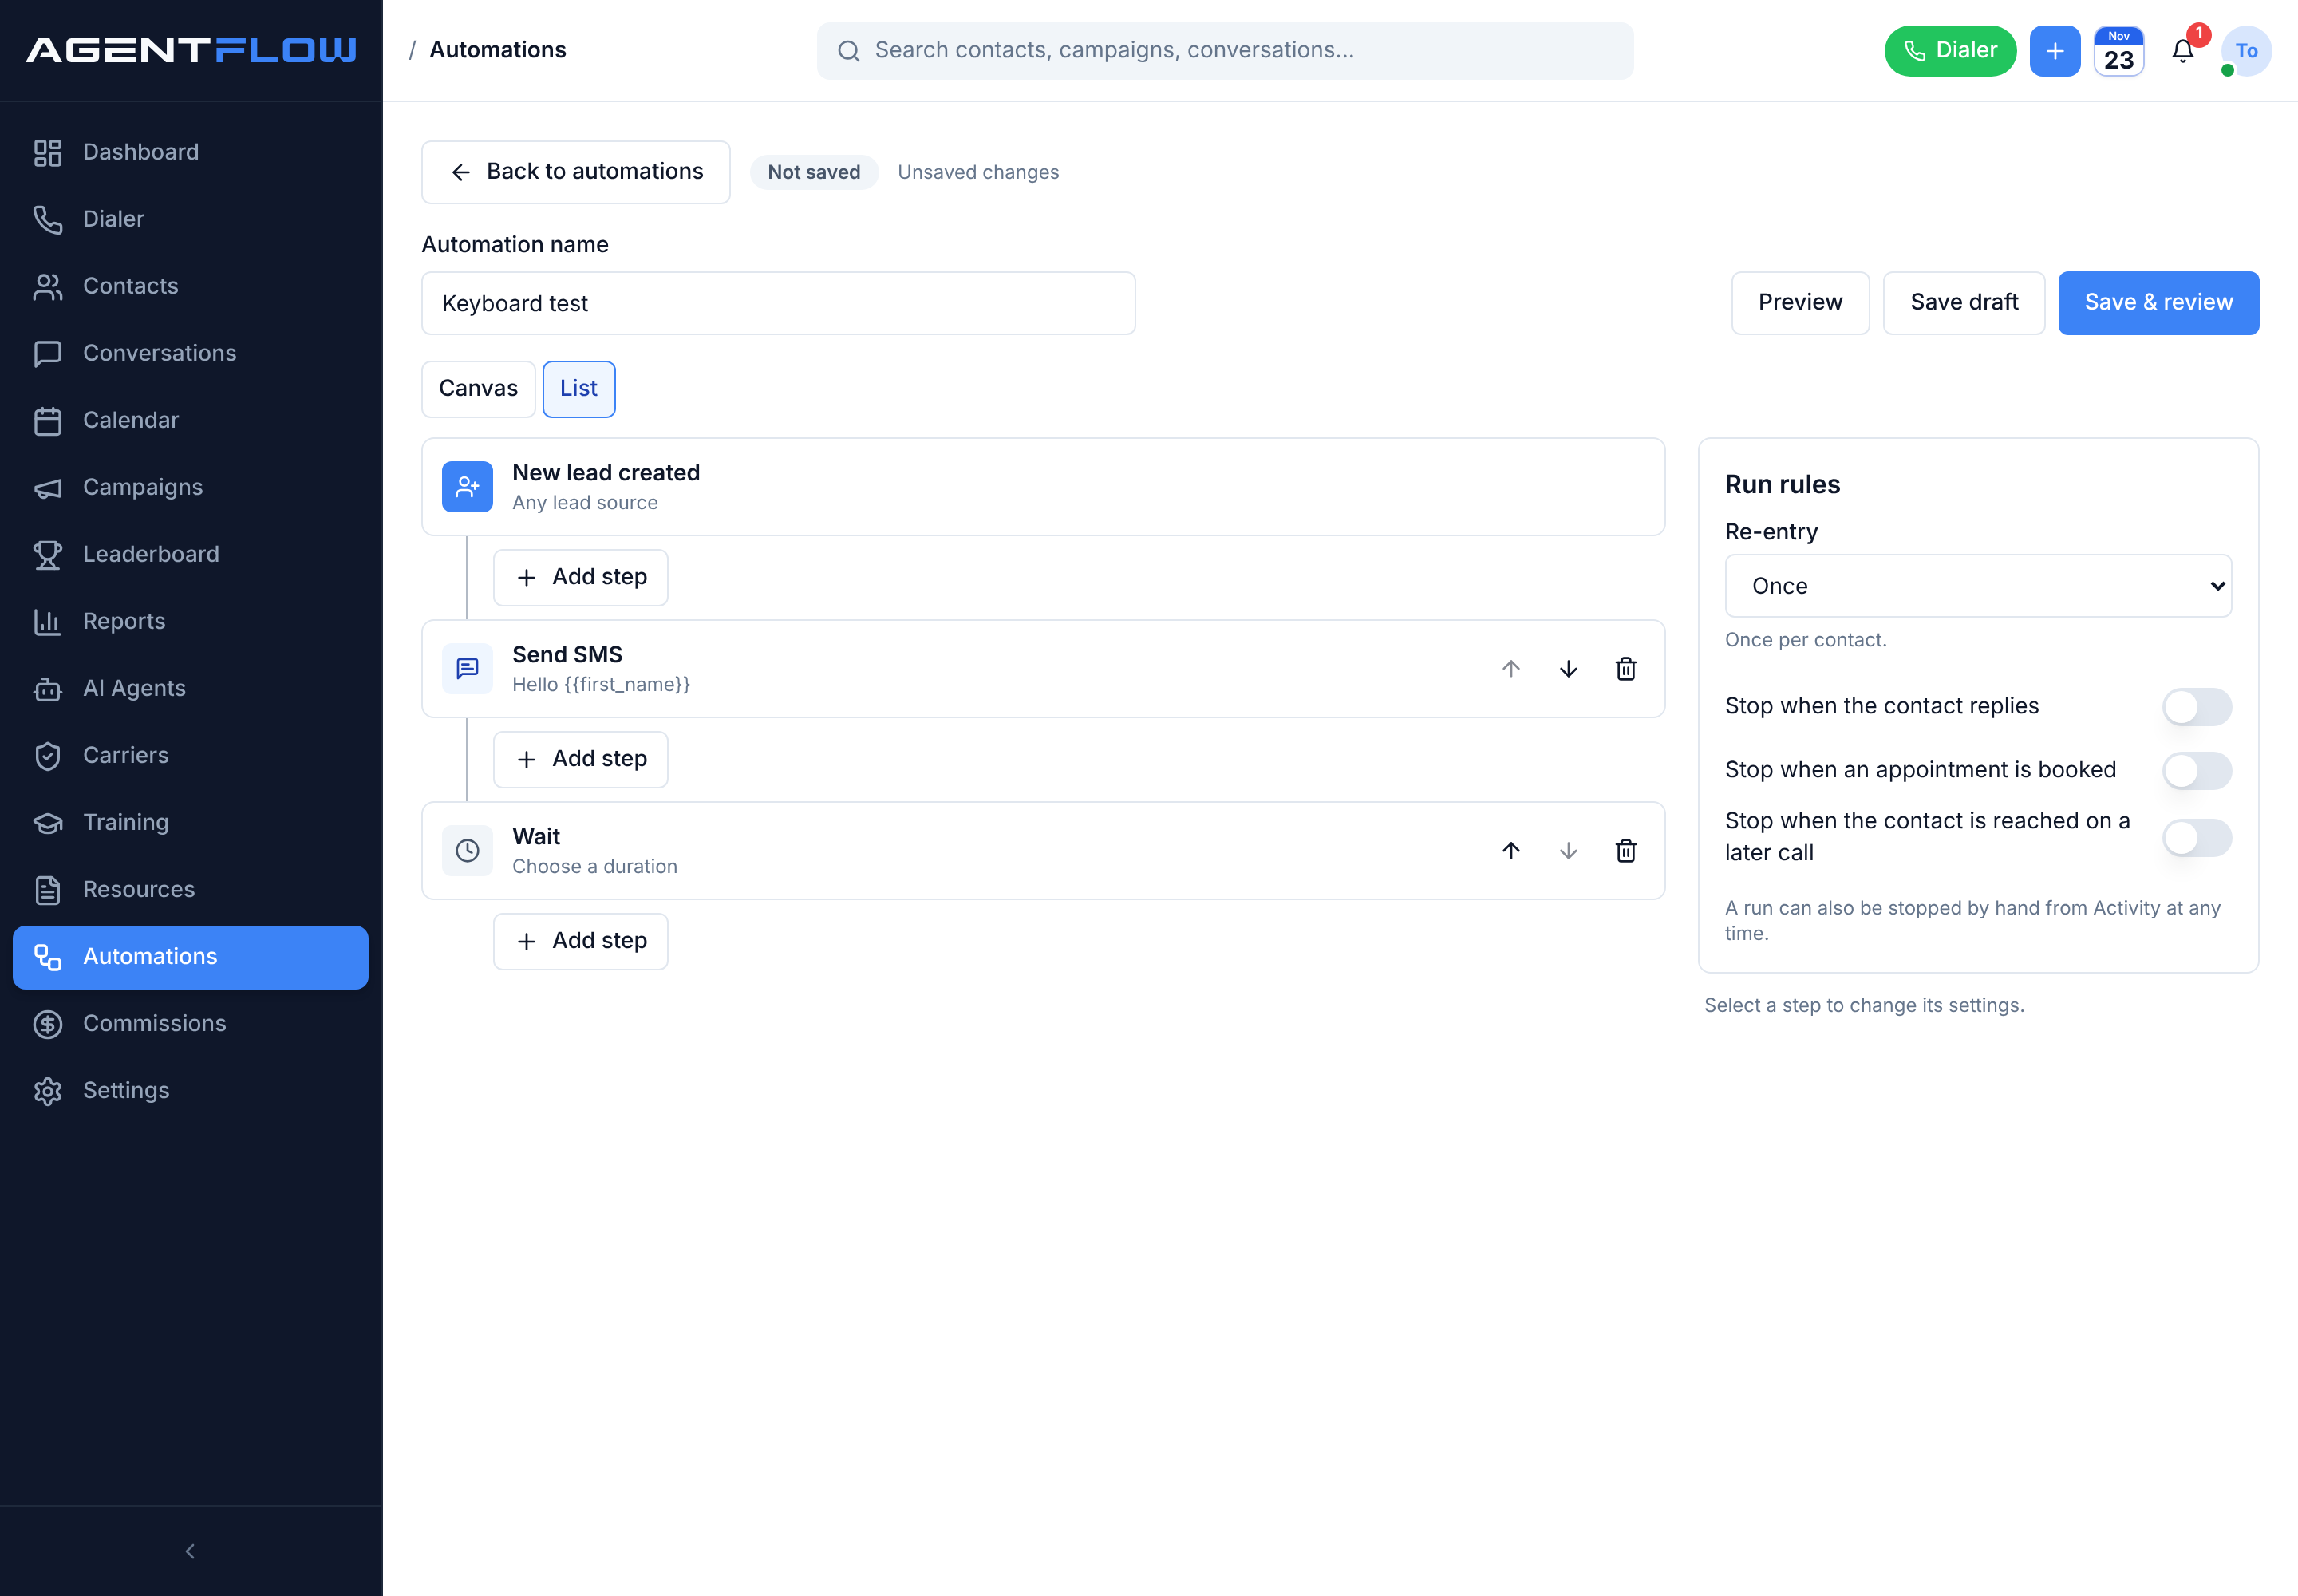 AGENTFLOW
/ Automations
Search contacts, campaigns, conversations...
Dialer
Nov
23
1
To
Dashboard
Dialer
Contacts
Conversations
Calendar
Campaigns
Leaderboard
Reports
AI Agents
Carriers
Training
Resources
Automations
Commissions
Settings
Back to automations
Not saved
Unsaved changes
Automation name
Keyboard test
Preview
Save draft
Save & review
Canvas
List
New lead created
Any lead source
Add step
Send SMS
Hello {{first_name}}
Add step
Wait
Choose a duration
Add step
Run rules
Re-entry
Once
Once per contact.
Stop when the contact replies
Stop when an appointment is booked
Stop when the contact is reached on a
later call
A run can also be stopped by hand from Activity at any
time.
Select a step to change its settings.